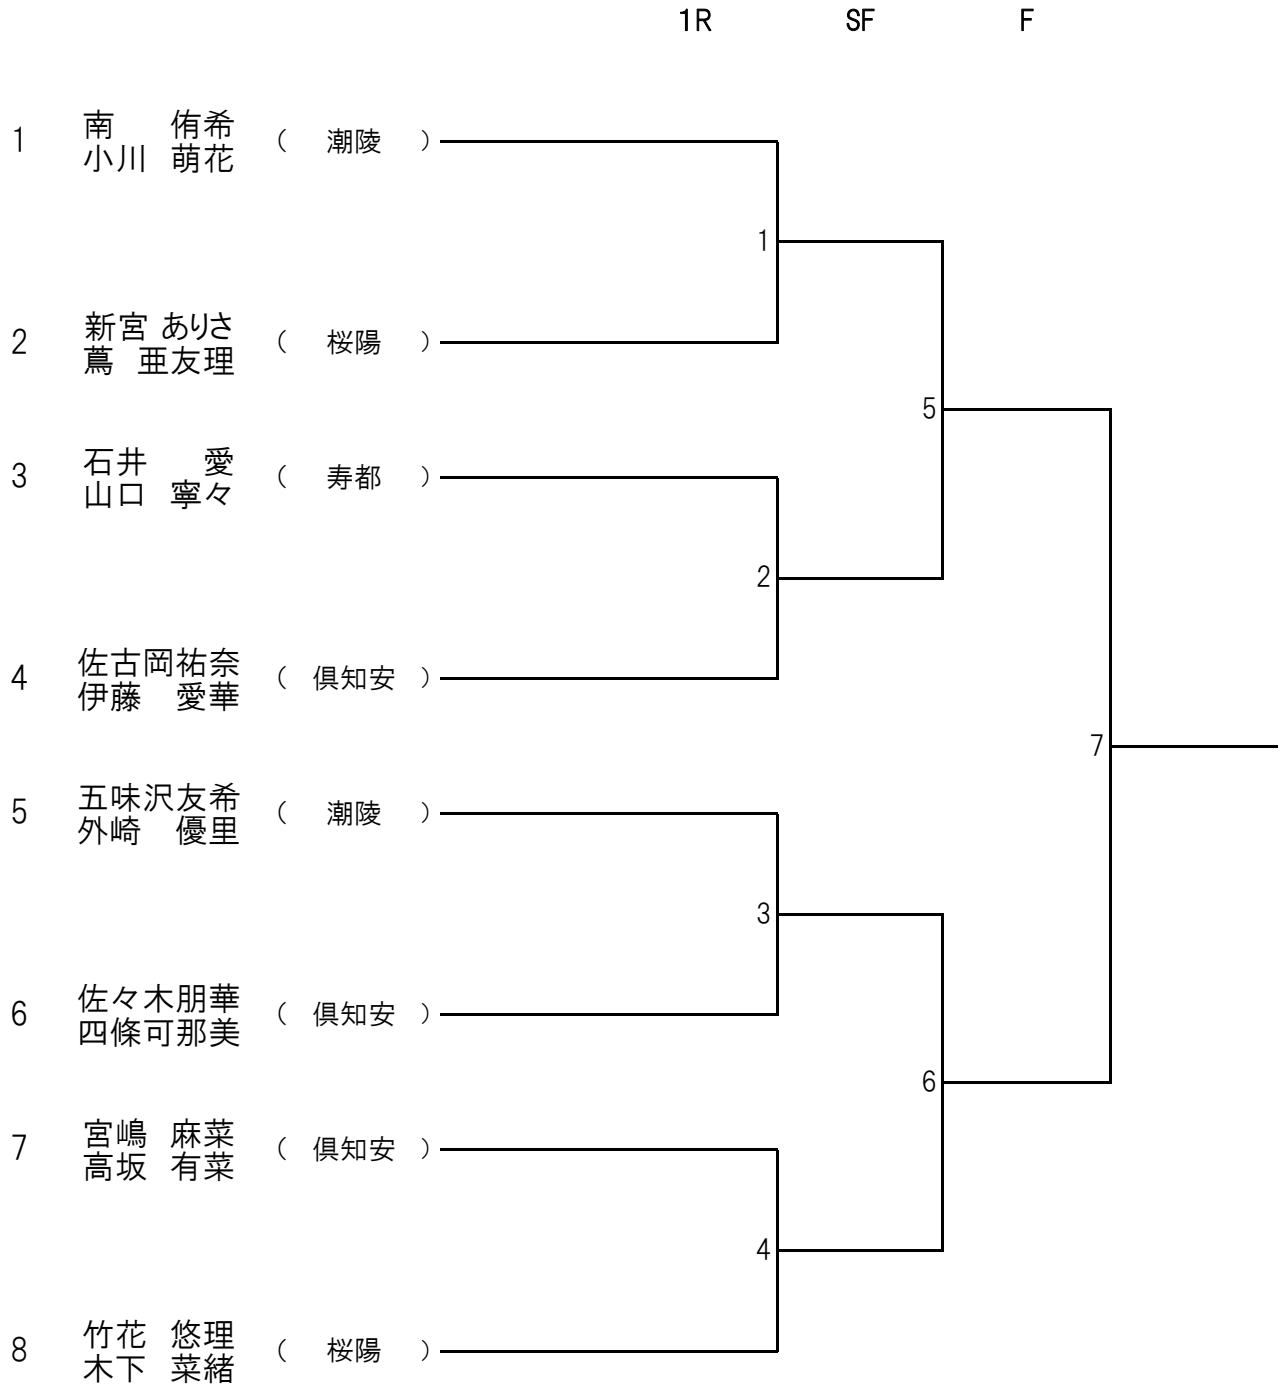 1R SF F
南 侑希
1 ( 潮陵 )
小川 萌花
1
新宮 ありさ
2 ( 桜陽 )
蔦 亜友理
5
石井 愛
3 ( 寿都 )
山口 寧々
2
佐古岡祐奈
4 ( 倶知安 )
伊藤 愛華
7
五味沢友希
5 ( 潮陵 )
外崎 優里
3
佐々木朋華
6 ( 倶知安 )
四條可那美
6
宮嶋 麻菜
7 ( 倶知安 )
高坂 有菜
4
竹花 悠理
8 ( 桜陽 )
木下 菜緒